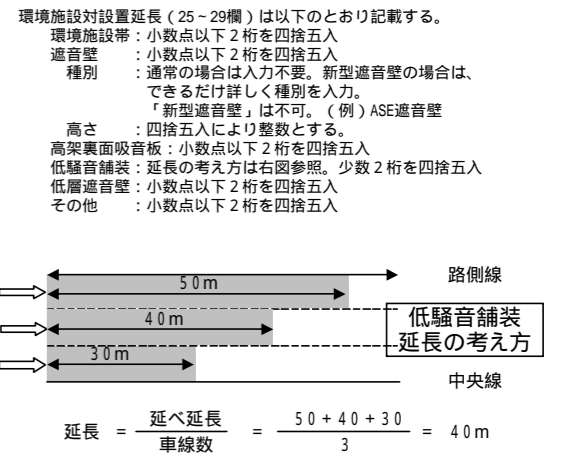 環境施設対設置延長(25~29欄)は以下のとおり記載する。
環境施設帯:小数点以下2桁を四捨五入
遮音壁 :小数点以下2桁を四捨五入
種別 :通常の場合は入力不要。新型遮音壁の場合は、
できるだけ詳しく種別を入力。
「新型遮音壁」は不可。(例)ASE遮音壁
高さ :四捨五入により整数とする。
高架裏面吸音板:小数点以下2桁を四捨五入
低騒音舗装:延長の考え方は右図参照。少数2桁を四捨五入
低層遮音壁:小数点以下2桁を四捨五入
その他 :小数点以下2桁を四捨五入
50m
路側線
40m
低騒音舗装
延長の考え方
30m
中央線
延長 = 延べ延長 / 車線数 = 50+40+30 / 3 = 40m